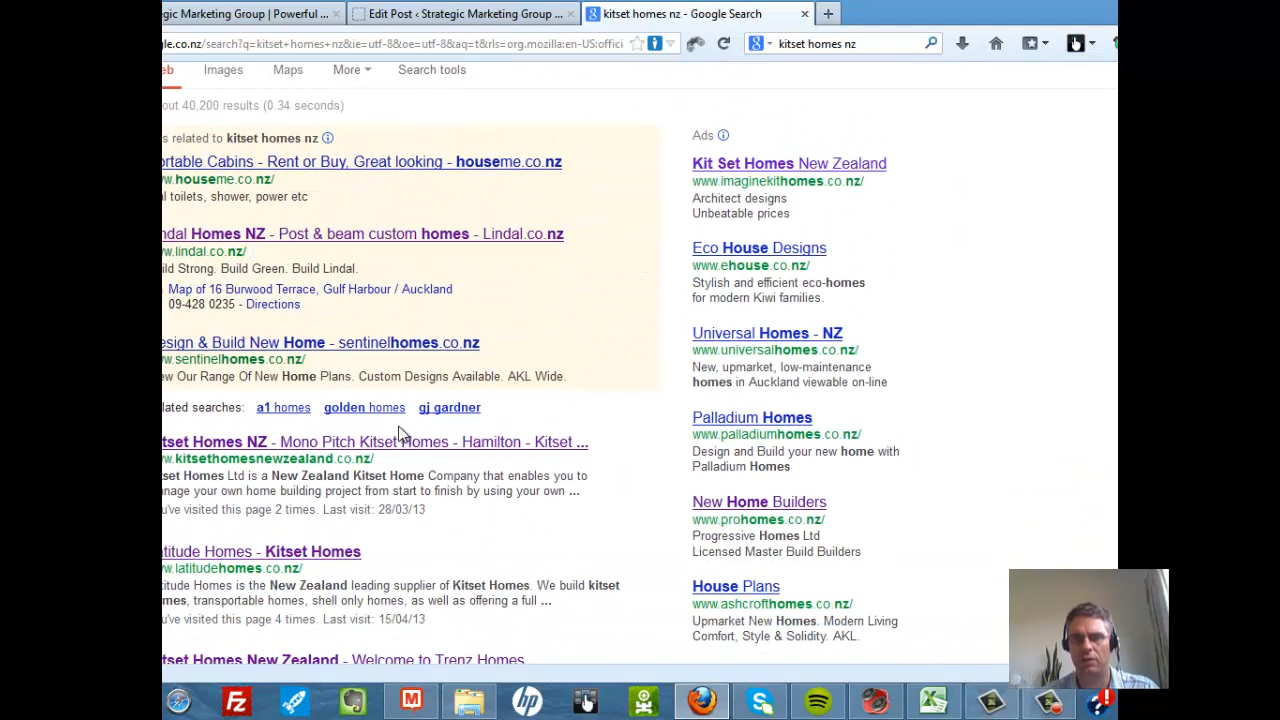 egic Marketing Group | Powerful ... ×
Edit Post ‹ Strategic Marketing Group ... ×
kitset homes nz - Google Search ×
gle.co.nz/search?q=kitset+homes+nz&ie=utf-8&oe=utf-8&aq=t&rls=org.mozilla:en-US:offici
kitset homes nz
eb Images Maps More Search tools
out 40,200 results (0.34 seconds)
s related to kitset homes nz
ortable Cabins - Rent or Buy, Great looking - houseme.co.nz
w.houseme.co.nz/
al toilets, shower, power etc
ndal Homes NZ - Post & beam custom homes - Lindal.co.nz
w.lindal.co.nz/
ild Strong. Build Green. Build Lindal.
Map of 16 Burwood Terrace, Gulf Harbour / Auckland
09-428 0235 - Directions
esign & Build New Home - sentinelhomes.co.nz
w.sentinelhomes.co.nz/
ew Our Range Of New Home Plans. Custom Designs Available. AKL Wide.
lated searches: a1 homes golden homes gj gardner
tset Homes NZ - Mono Pitch Kitset Homes - Hamilton - Kitset ...
w.kitsethomesnewzealand.co.nz/
set Homes Ltd is a New Zealand Kitset Home Company that enables you to
anage your own home building project from start to finish by using your own ...
u've visited this page 2 times. Last visit: 28/03/13
titude Homes - Kitset Homes
w.latitudehomes.co.nz/
titude Homes is the New Zealand leading supplier of Kitset Homes. We build kitset
mes, transportable homes, shell only homes, as well as offering a full ...
u've visited this page 4 times. Last visit: 15/04/13
tset Homes New Zealand - Welcome to Trenz Homes
Ads
Kit Set Homes New Zealand
www.imaginekithomes.co.nz/
Architect designs
Unbeatable prices
Eco House Designs
www.ehouse.co.nz/
Stylish and efficient eco-homes
for modern Kiwi families.
Universal Homes - NZ
www.universalhomes.co.nz/
New, upmarket, low-maintenance
homes in Auckland viewable on-line
Palladium Homes
www.palladiumhomes.co.nz/
Design and Build your new home with
Palladium Homes
New Home Builders
www.prohomes.co.nz/
Progressive Homes Ltd
Licensed Master Build Builders
House Plans
www.ashcrofthomes.co.nz/
Upmarket New Homes. Modern Living
Comfort, Style & Solidity. AKL.